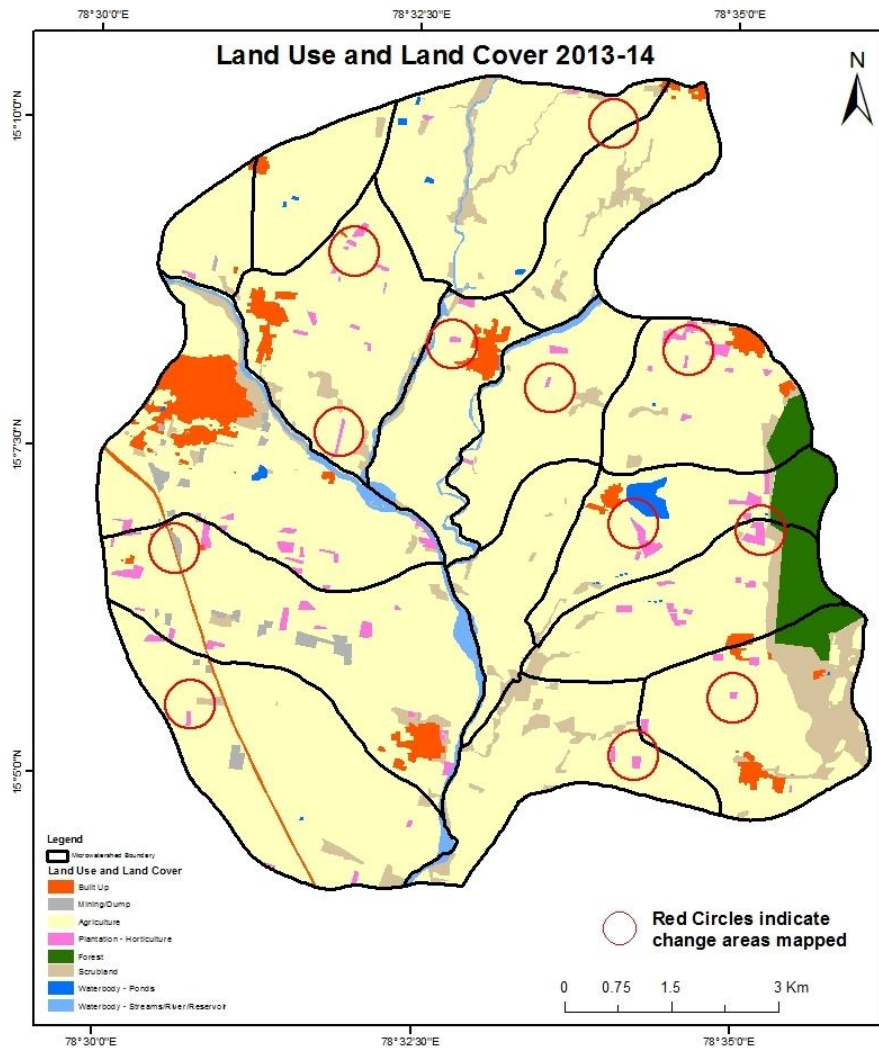 78°30'0"E 78°32'30"E 78°35'0"E
Land Use and Land Cover 2013-14
N
15°10'0"N
15°7'30"N
15°5'0"N
Legend
Microwatershed Boundary
Land Use and Land Cover
Built Up
Mining/Dump
Agriculture
Plantation - Horticulture
Forest
Scrubland
Waterbody - Ponds
Waterbody - Streams/River/Reservoir
Red Circles indicate
change areas mapped
0 0.75 1.5 3 Km
78°30'0"E 78°32'30"E 78°35'0"E